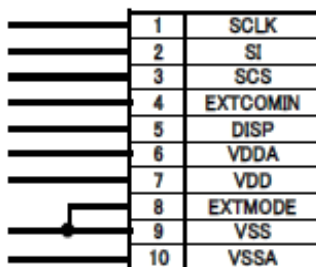 1 SCLK
2 SI
3 SCS
4 EXTCOMIN
5 DISP
6 VDDA
7 VDD
8 EXTMODE
9 VSS
10 VSSA